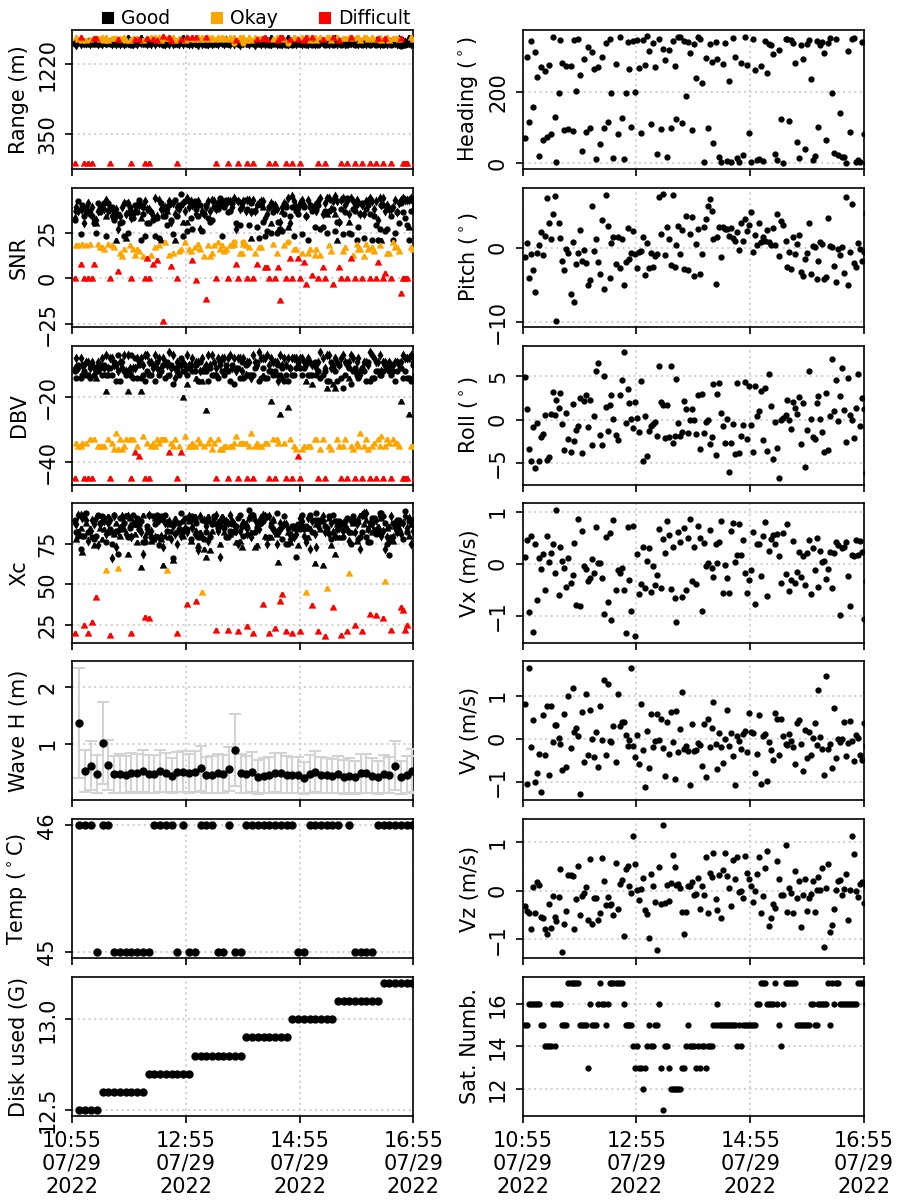 Good Okay Difficult
Range (m)
1220
350
Heading (°)
200
0
SNR
25
0
−25
Pitch (°)
0
−10
DBV
−20
−40
Roll (°)
5
0
−5
Xc
75
50
25
Vx (m/s)
1
0
−1
Wave H (m)
2
1
Vy (m/s)
1
0
−1
Temp (°C)
46
45
Vz (m/s)
1
0
−1
Disk used (G)
13.0
12.5
Sat. Numb.
16
14
12
10:55 12:55 14:55 16:55
07/29 07/29 07/29 07/29
2022 2022 2022 2022
10:55 12:55 14:55 16:55
07/29 07/29 07/29 07/29
2022 2022 2022 2022